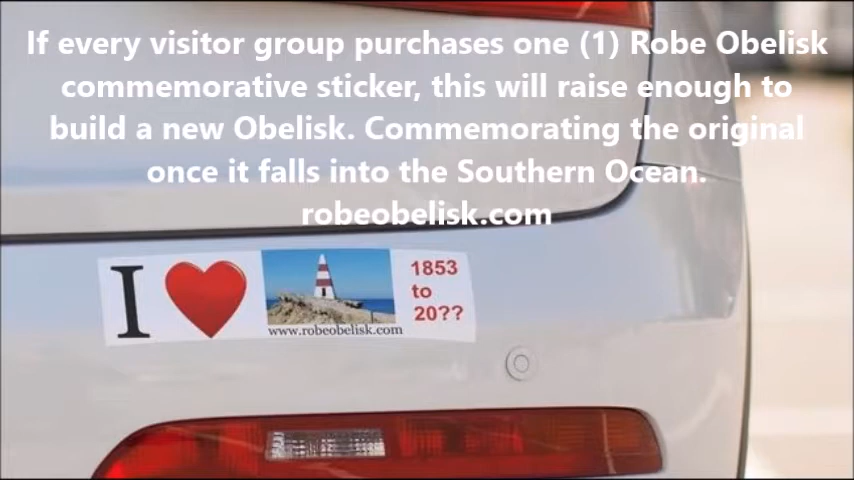 If every visitor group purchases one (1) Robe Obelisk
commemorative sticker, this will raise enough to
build a new Obelisk. Commemorating the original
once it falls into the Southern Ocean.
robeobelisk.com
I
1853
to
20??
www.robeobelisk.com